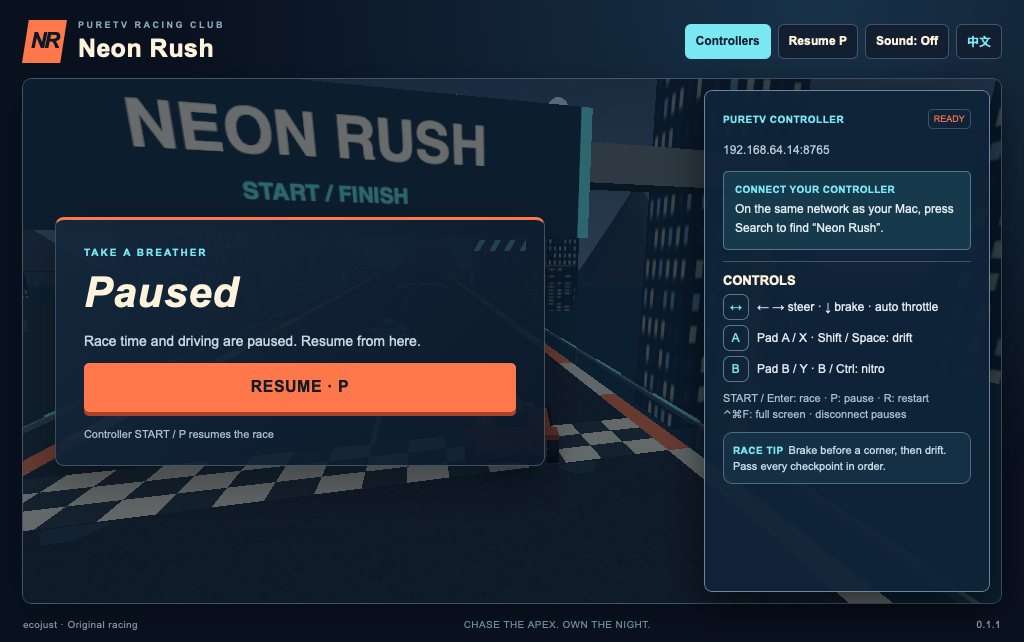 NR
PURETV RACING CLUB
Neon Rush
Controllers
Resume P
Sound: Off
中文
NEON RUSH
START / FINISH
TAKE A BREATHER
Paused
Race time and driving are paused. Resume from here.
RESUME · P
Controller START / P resumes the race
PURETV CONTROLLER
READY
192.168.64.14:8765
CONNECT YOUR CONTROLLER
On the same network as your Mac, press
Search to find “Neon Rush”.
CONTROLS
↔ ← → steer · ↓ brake · auto throttle
A Pad A / X · Shift / Space: drift
B Pad B / Y · B / Ctrl: nitro
START / Enter: race · P: pause · R: restart
^⌘F: full screen · disconnect pauses
RACE TIP Brake before a corner, then drift.
Pass every checkpoint in order.
ecojust · Original racing
CHASE THE APEX. OWN THE NIGHT.
0.1.1